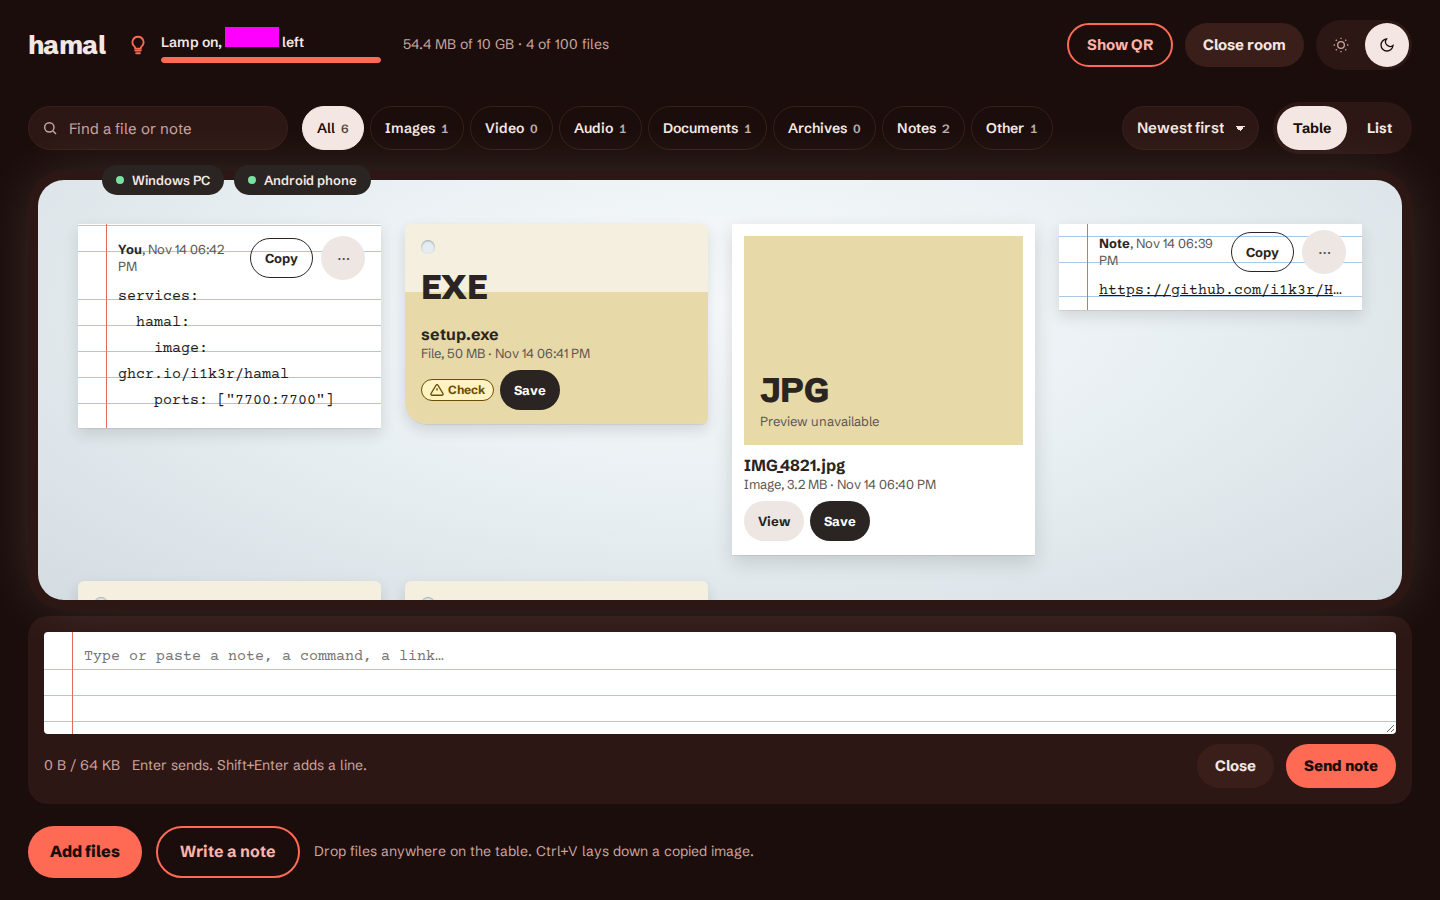 hamal
Lamp on, left
54.4 MB of 10 GB · 4 of 100 files
Show QR
Close room
Find a file or note
All 6
Images 1
Video 0
Audio 1
Documents 1
Archives 0
Notes 2
Other 1
Newest first
Table
List
Windows PC
Android phone
You, Nov 14 06:42
PM
Copy
...
services:
hamal:
image:
ghcr.io/i1k3r/hamal
ports: ["7700:7700"]
EXE
setup.exe
File, 50 MB · Nov 14 06:41 PM
Check
Save
JPG
Preview unavailable
IMG_4821.jpg
Image, 3.2 MB · Nov 14 06:40 PM
View
Save
Note, Nov 14 06:39
PM
Copy
...
https://github.com/i1k3r/H…
Type or paste a note, a command, a link…
0 B / 64 KB Enter sends. Shift+Enter adds a line.
Close
Send note
Add files
Write a note
Drop files anywhere on the table. Ctrl+V lays down a copied image.